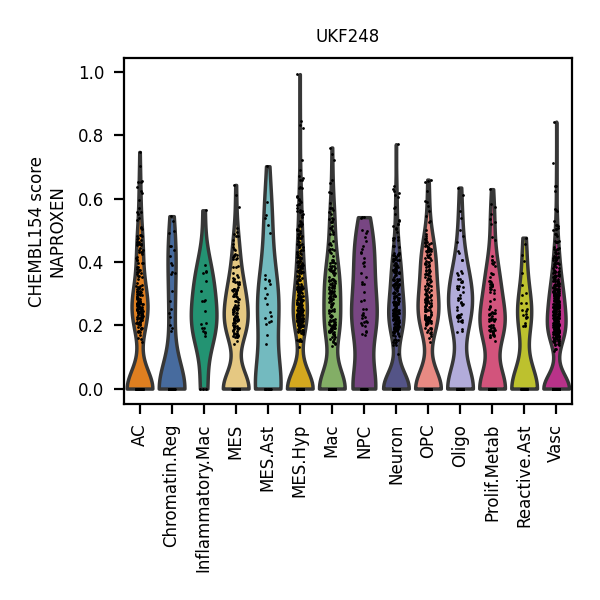 UKF248
CHEMBL154 score
NAPROXEN
1.0
0.8
0.6
0.4
0.2
0.0
AC
Chromatin.Reg
Inflammatory.Mac
MES
MES.Ast
MES.Hyp
Mac
NPC
Neuron
OPC
Oligo
Prolif.Metab
Reactive.Ast
Vasc